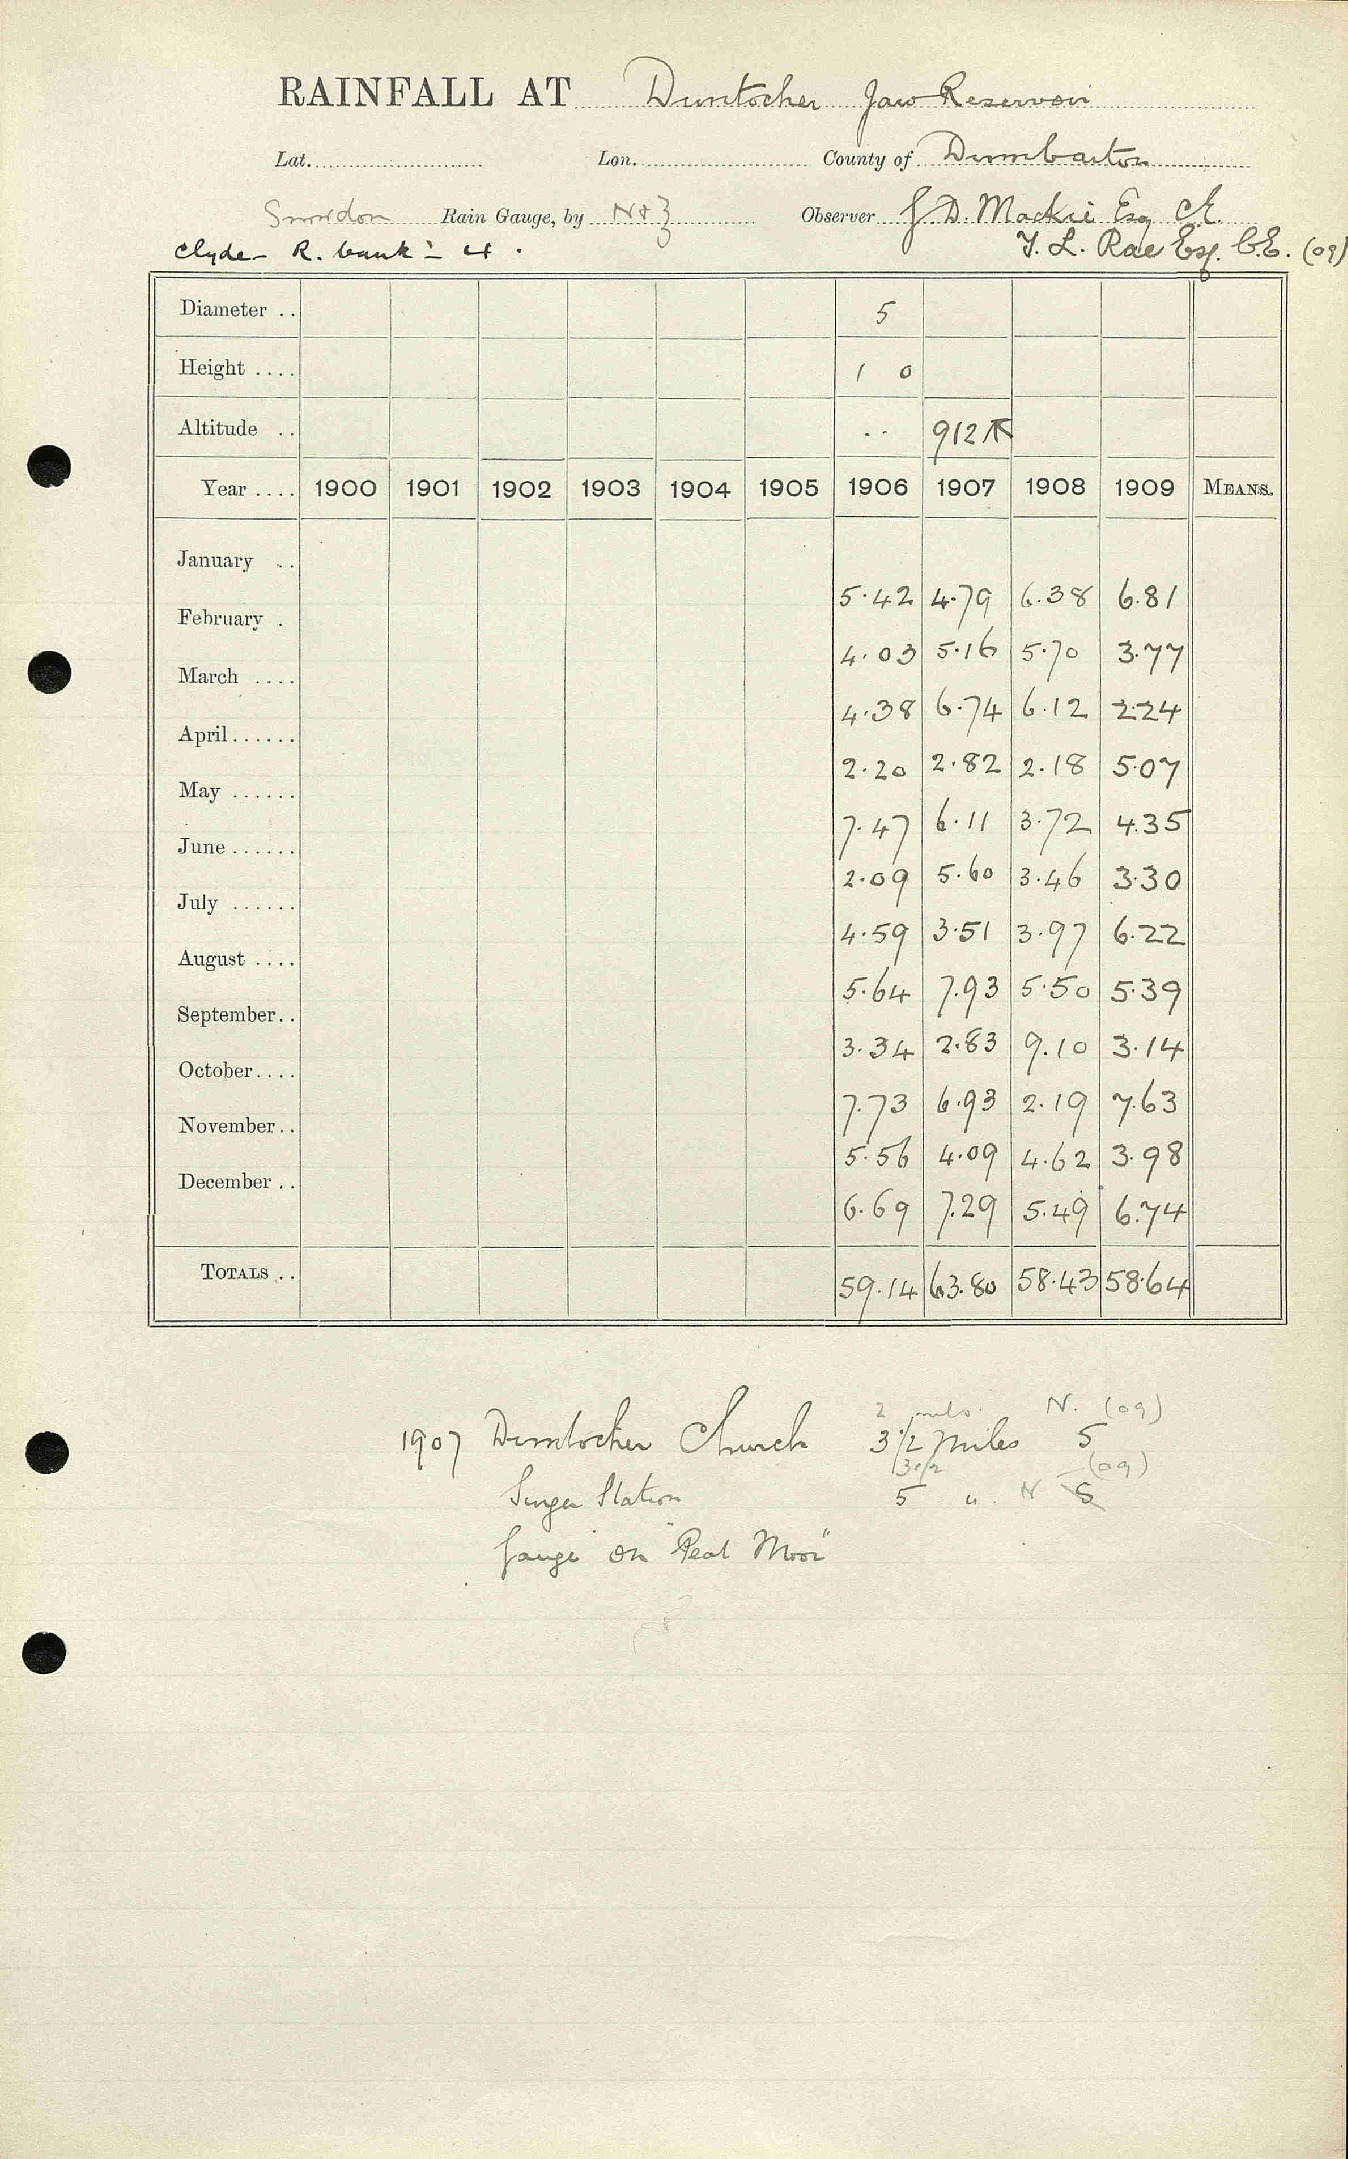 RAINFALL AT Duntocher Jaw Reservoir
Lat. Lon. County of Dumbarton
Snowdon Rain Gauge, by N & Z Observer J D. Mackie Esq C.E.
Clyde R. bank - 4. T. L. Rae Esq. C.E. (09)
Diameter .. 5
Height .... 1 0
Altitude .. .. 912
Year .... 1900 1901 1902 1903 1904 1905 1906 1907 1908 1909 MEANS.
January ..
5.42 4.79 6.38 6.81
February .
4.03 5.16 5.70 3.77
March ....
4.38 6.74 6.12 2.24
April......
2.20 2.82 2.18 5.07
May ......
7.47 6.11 3.72 4.35
June ......
2.09 5.60 3.46 3.30
July ......
4.59 3.51 3.97 6.22
August ....
5.64 7.93 5.50 5.39
September..
3.34 2.83 9.10 3.14
October....
7.73 6.93 2.19 7.63
November..
5.56 4.09 4.62 3.98
December ..
6.69 7.29 5.49 6.74
TOTALS .. 59.14 63.80 58.43 58.64
2 miles. N. (09)
1907 Duntocher Church 3 1/2 miles S
3 1/2 (09)
Singer Station 5 " N S
Gauge on "Peat Moor"